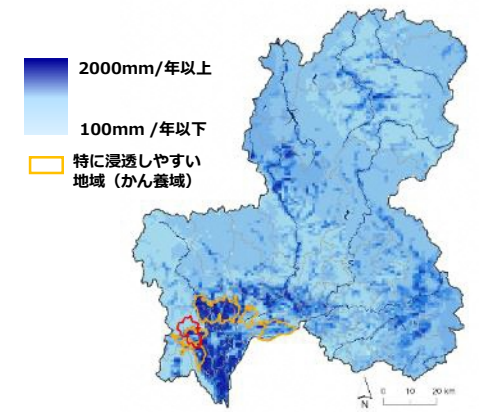 2000mm/年以上
100mm /年以下
特に浸透しやすい
地域（かん養域）
N
0 10 20 km